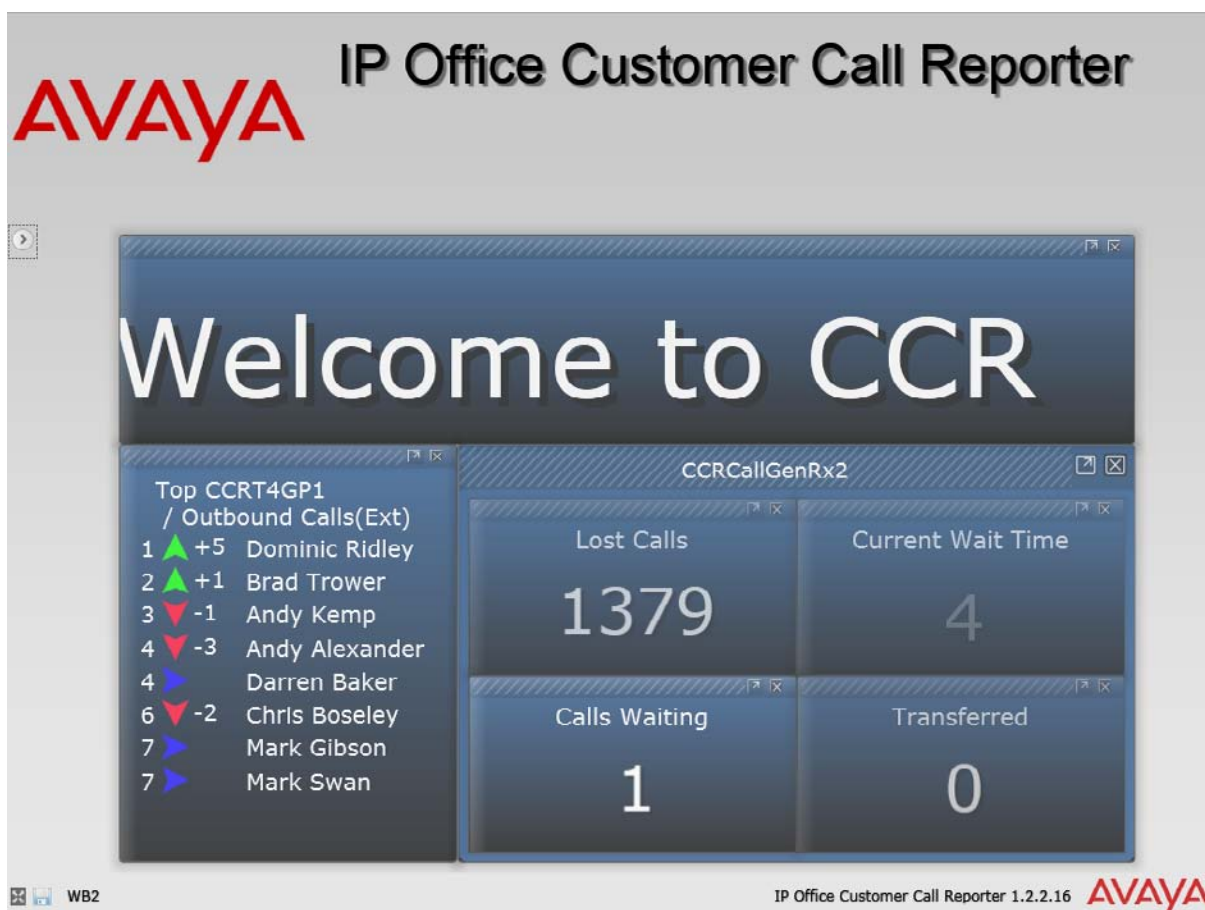 IP Office Customer Call Reporter
AVAYA
Welcome to CCR
Top CCRT4GP1
/ Outbound Calls(Ext)
1 +5 Dominic Ridley
2 +1 Brad Trower
3 -1 Andy Kemp
4 -3 Andy Alexander
4 Darren Baker
6 -2 Chris Boseley
7 Mark Gibson
7 Mark Swan
CCRCallGenRx2
Lost Calls
1379
Current Wait Time
4
Calls Waiting
1
Transferred
0
WB2
IP Office Customer Call Reporter 1.2.2.16
AVAYA